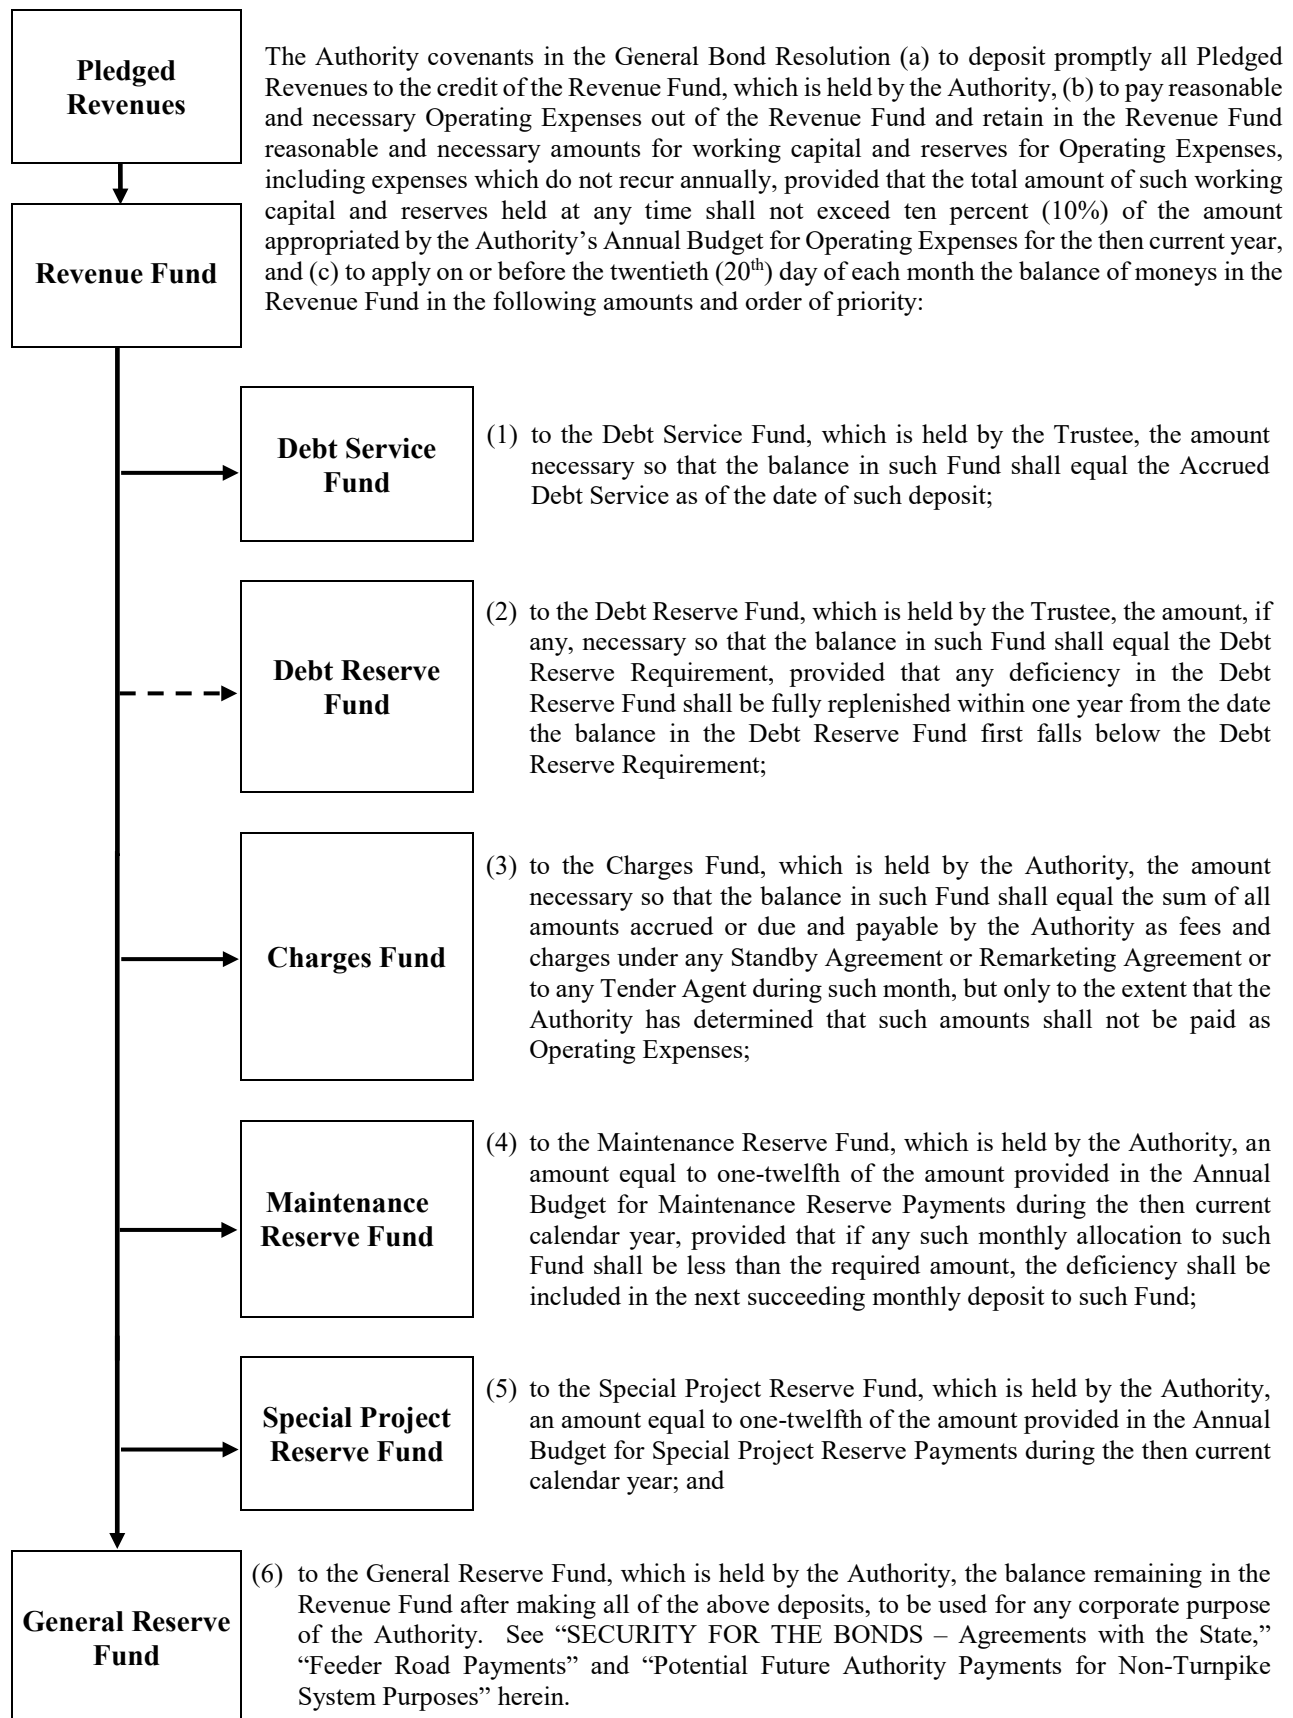 Pledged
Revenues
The Authority covenants in the General Bond Resolution (a) to deposit promptly all Pledged
Revenues to the credit of the Revenue Fund, which is held by the Authority, (b) to pay reasonable
and necessary Operating Expenses out of the Revenue Fund and retain in the Revenue Fund
reasonable and necessary amounts for working capital and reserves for Operating Expenses,
including expenses which do not recur annually, provided that the total amount of such working
capital and reserves held at any time shall not exceed ten percent (10%) of the amount
appropriated by the Authority’s Annual Budget for Operating Expenses for the then current year,
and (c) to apply on or before the twentieth (20th) day of each month the balance of moneys in the
Revenue Fund in the following amounts and order of priority:
Revenue Fund
Debt Service
Fund
(1) to the Debt Service Fund, which is held by the Trustee, the amount
necessary so that the balance in such Fund shall equal the Accrued
Debt Service as of the date of such deposit;
Debt Reserve
Fund
(2) to the Debt Reserve Fund, which is held by the Trustee, the amount, if
any, necessary so that the balance in such Fund shall equal the Debt
Reserve Requirement, provided that any deficiency in the Debt
Reserve Fund shall be fully replenished within one year from the date
the balance in the Debt Reserve Fund first falls below the Debt
Reserve Requirement;
Charges Fund
(3) to the Charges Fund, which is held by the Authority, the amount
necessary so that the balance in such Fund shall equal the sum of all
amounts accrued or due and payable by the Authority as fees and
charges under any Standby Agreement or Remarketing Agreement or
to any Tender Agent during such month, but only to the extent that the
Authority has determined that such amounts shall not be paid as
Operating Expenses;
Maintenance
Reserve Fund
(4) to the Maintenance Reserve Fund, which is held by the Authority, an
amount equal to one-twelfth of the amount provided in the Annual
Budget for Maintenance Reserve Payments during the then current
calendar year, provided that if any such monthly allocation to such
Fund shall be less than the required amount, the deficiency shall be
included in the next succeeding monthly deposit to such Fund;
Special Project
Reserve Fund
(5) to the Special Project Reserve Fund, which is held by the Authority,
an amount equal to one-twelfth of the amount provided in the Annual
Budget for Special Project Reserve Payments during the then current
calendar year; and
General Reserve
Fund
(6) to the General Reserve Fund, which is held by the Authority, the balance remaining in the
Revenue Fund after making all of the above deposits, to be used for any corporate purpose
of the Authority. See “SECURITY FOR THE BONDS – Agreements with the State,”
“Feeder Road Payments” and “Potential Future Authority Payments for Non-Turnpike
System Purposes” herein.